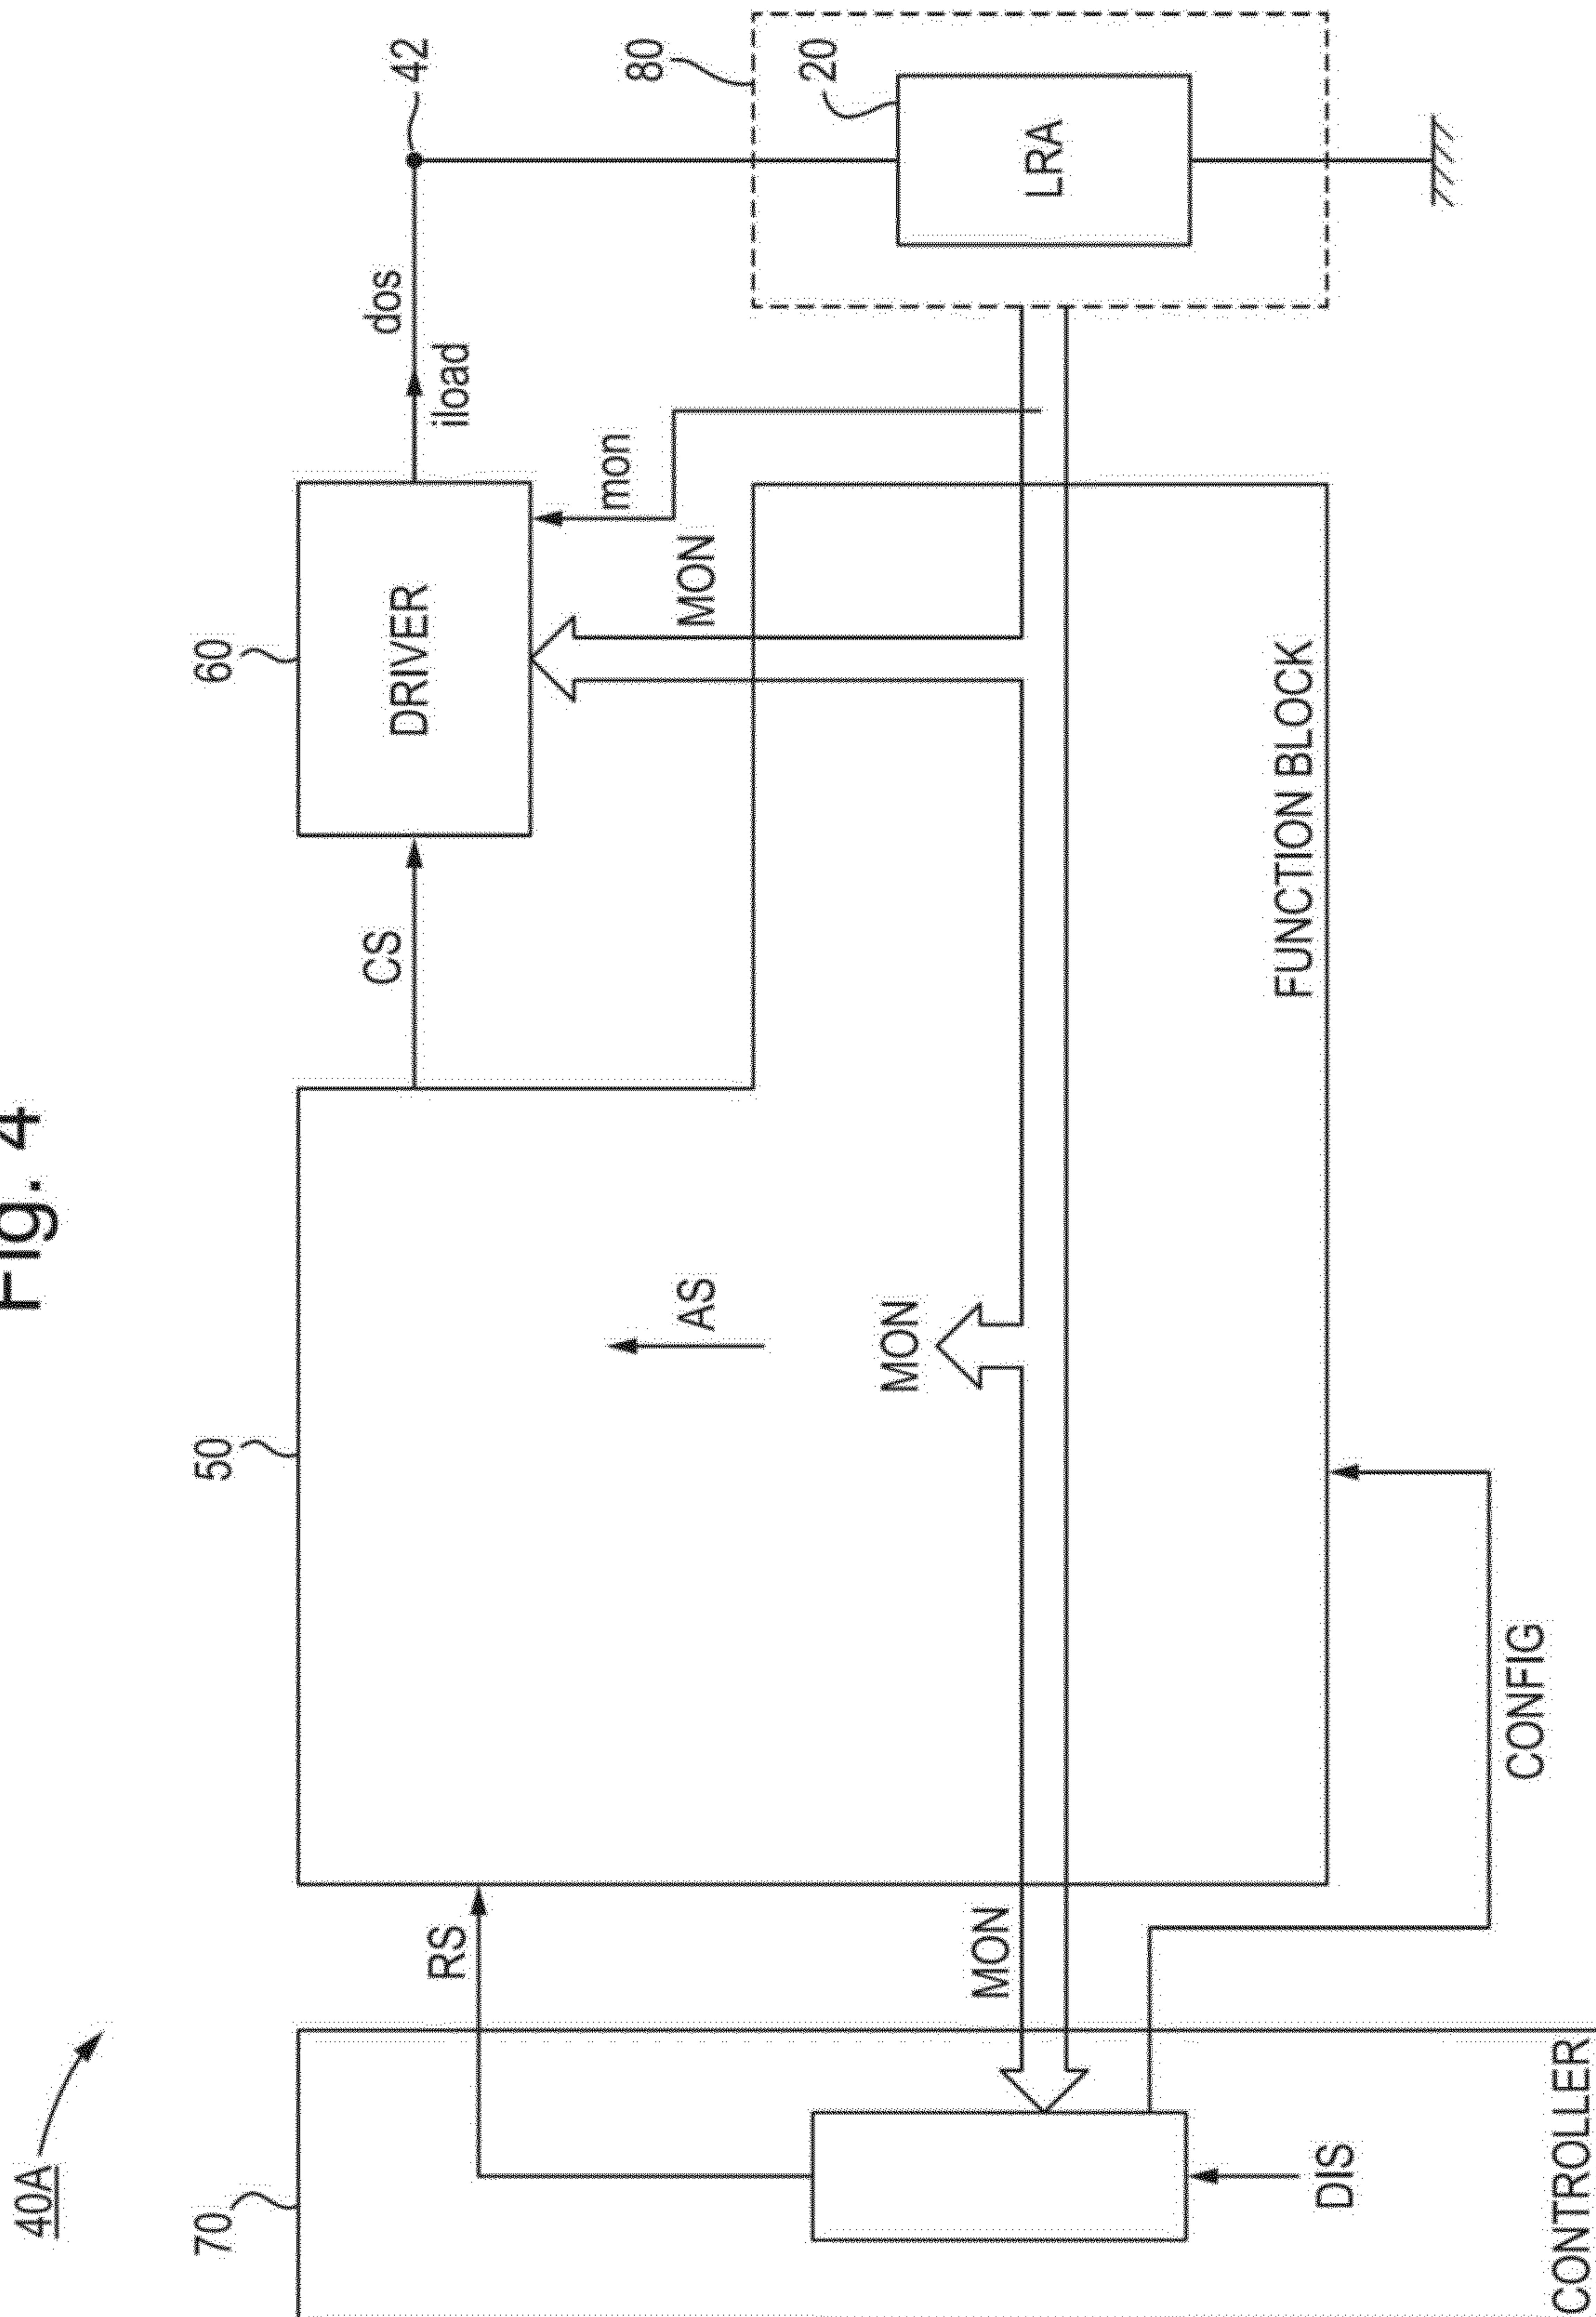 Fig. 4
40A
70
50
60
42
RS
CS
dos
iload
DRIVER
mon
MON
80
20
LRA
AS
MON
MON
FUNCTION BLOCK
DIS
CONFIG
CONTROLLER